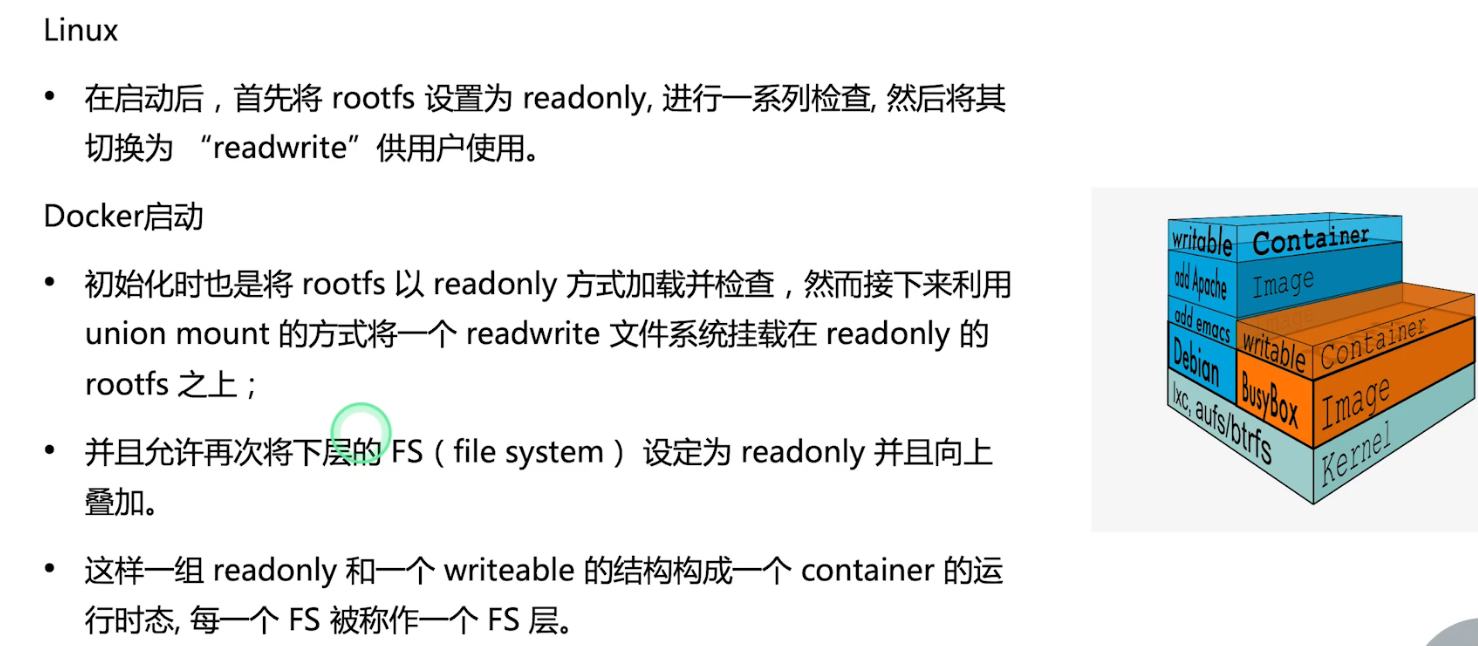 Linux
• 在启动后，首先将 rootfs 设置为 readonly, 进行一系列检查, 然后将其
切换为 “readwrite”供用户使用。
Docker启动
• 初始化时也是将 rootfs 以 readonly 方式加载并检查，然而接下来利用
union mount 的方式将一个 readwrite 文件系统挂载在 readonly 的
rootfs 之上；
• 并且允许再次将下层的 FS（file system） 设定为 readonly 并且向上
叠加。
• 这样一组 readonly 和一个 writeable 的结构构成一个 container 的运
行时态, 每一个 FS 被称作一个 FS 层。
writable Container
add Apache Image
add emacs
Debian
writable Container
BusyBox Image
lxc, aufs/btrfs Kernel